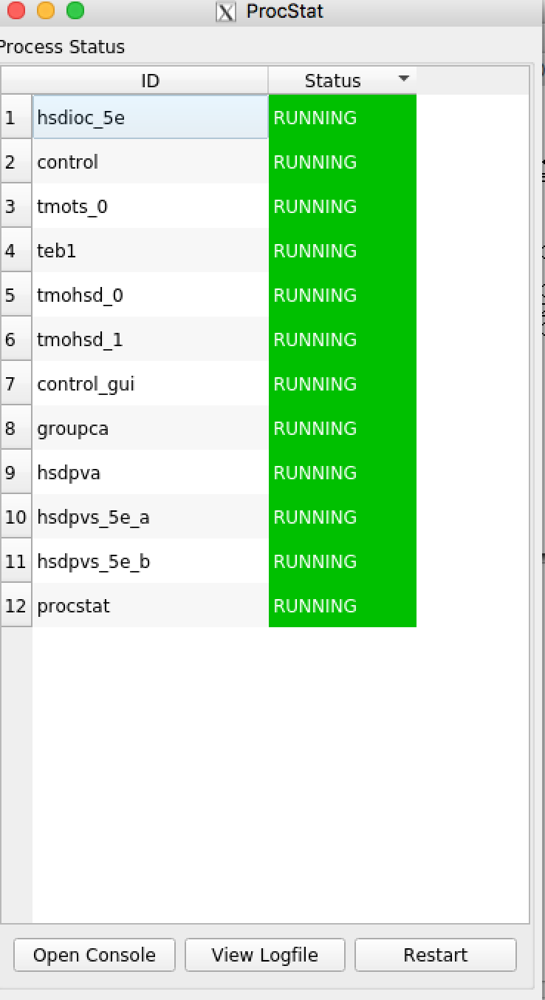 ProcStat
Process Status
ID Status
1 hsdioc_5e RUNNING
2 control RUNNING
3 tmots_0 RUNNING
4 teb1 RUNNING
5 tmohsd_0 RUNNING
6 tmohsd_1 RUNNING
7 control_gui RUNNING
8 groupca RUNNING
9 hsdpva RUNNING
10 hsdpvs_5e_a RUNNING
11 hsdpvs_5e_b RUNNING
12 procstat RUNNING
Open Console View Logfile Restart